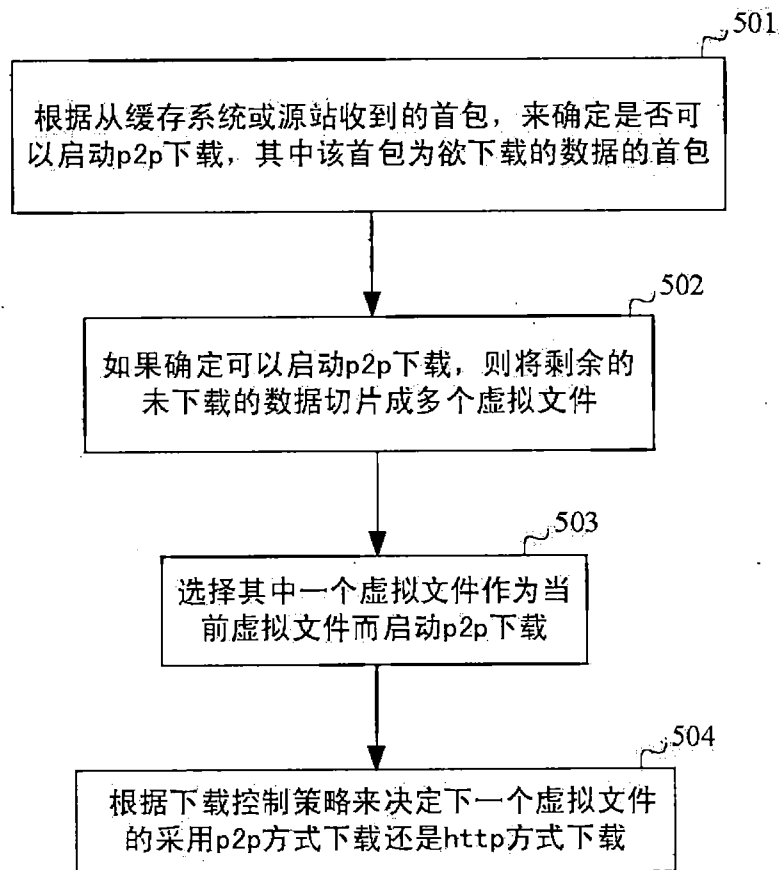 501
根据从缓存系统或源站收到的首包，来确定是否可
以启动p2p下载，其中该首包为欲下载的数据的首包
502
如果确定可以启动p2p下载，则将剩余的
未下载的数据切片成多个虚拟文件
503
选择其中一个虚拟文件作为当
前虚拟文件而启动p2p下载
504
根据下载控制策略来决定下一个虚拟文件
的采用p2p方式下载还是http方式下载